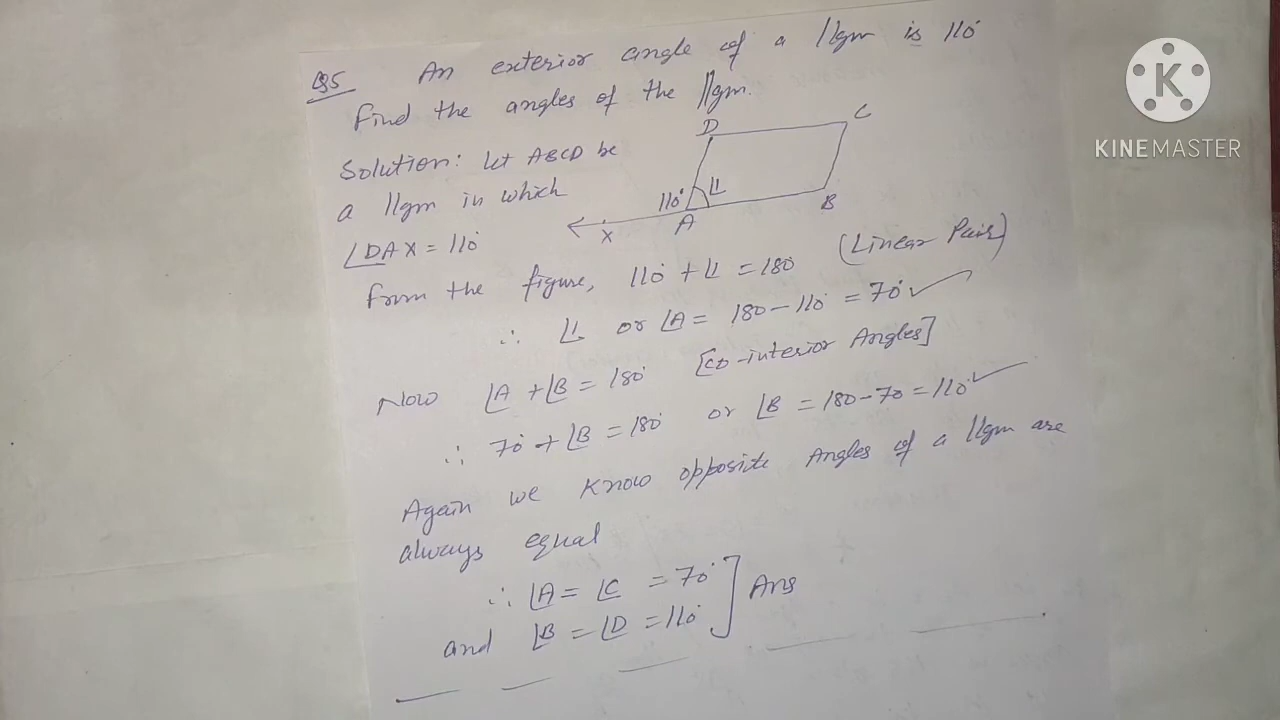 Q5 An exterior angle of a ||gm is 110°
Find the angles of the ||gm.
Solution: let ABCD be
a ||gm in which
∠DAX = 110°
D
C
B
A
X
110°
∠1
From the figure, 110° + ∠1 = 180 (Linear Pair)
∴ ∠1 or ∠A = 180 - 110° = 70° ✓
Now ∠A + ∠B = 180° [co-interior Angles]
∴ 70° + ∠B = 180° or ∠B = 180 - 70 = 110° ✓
Again we know opposite Angles of a ||gm are
always equal
∴ ∠A = ∠C = 70°
and ∠B = ∠D = 110° ] Ans
K
KINEMASTER